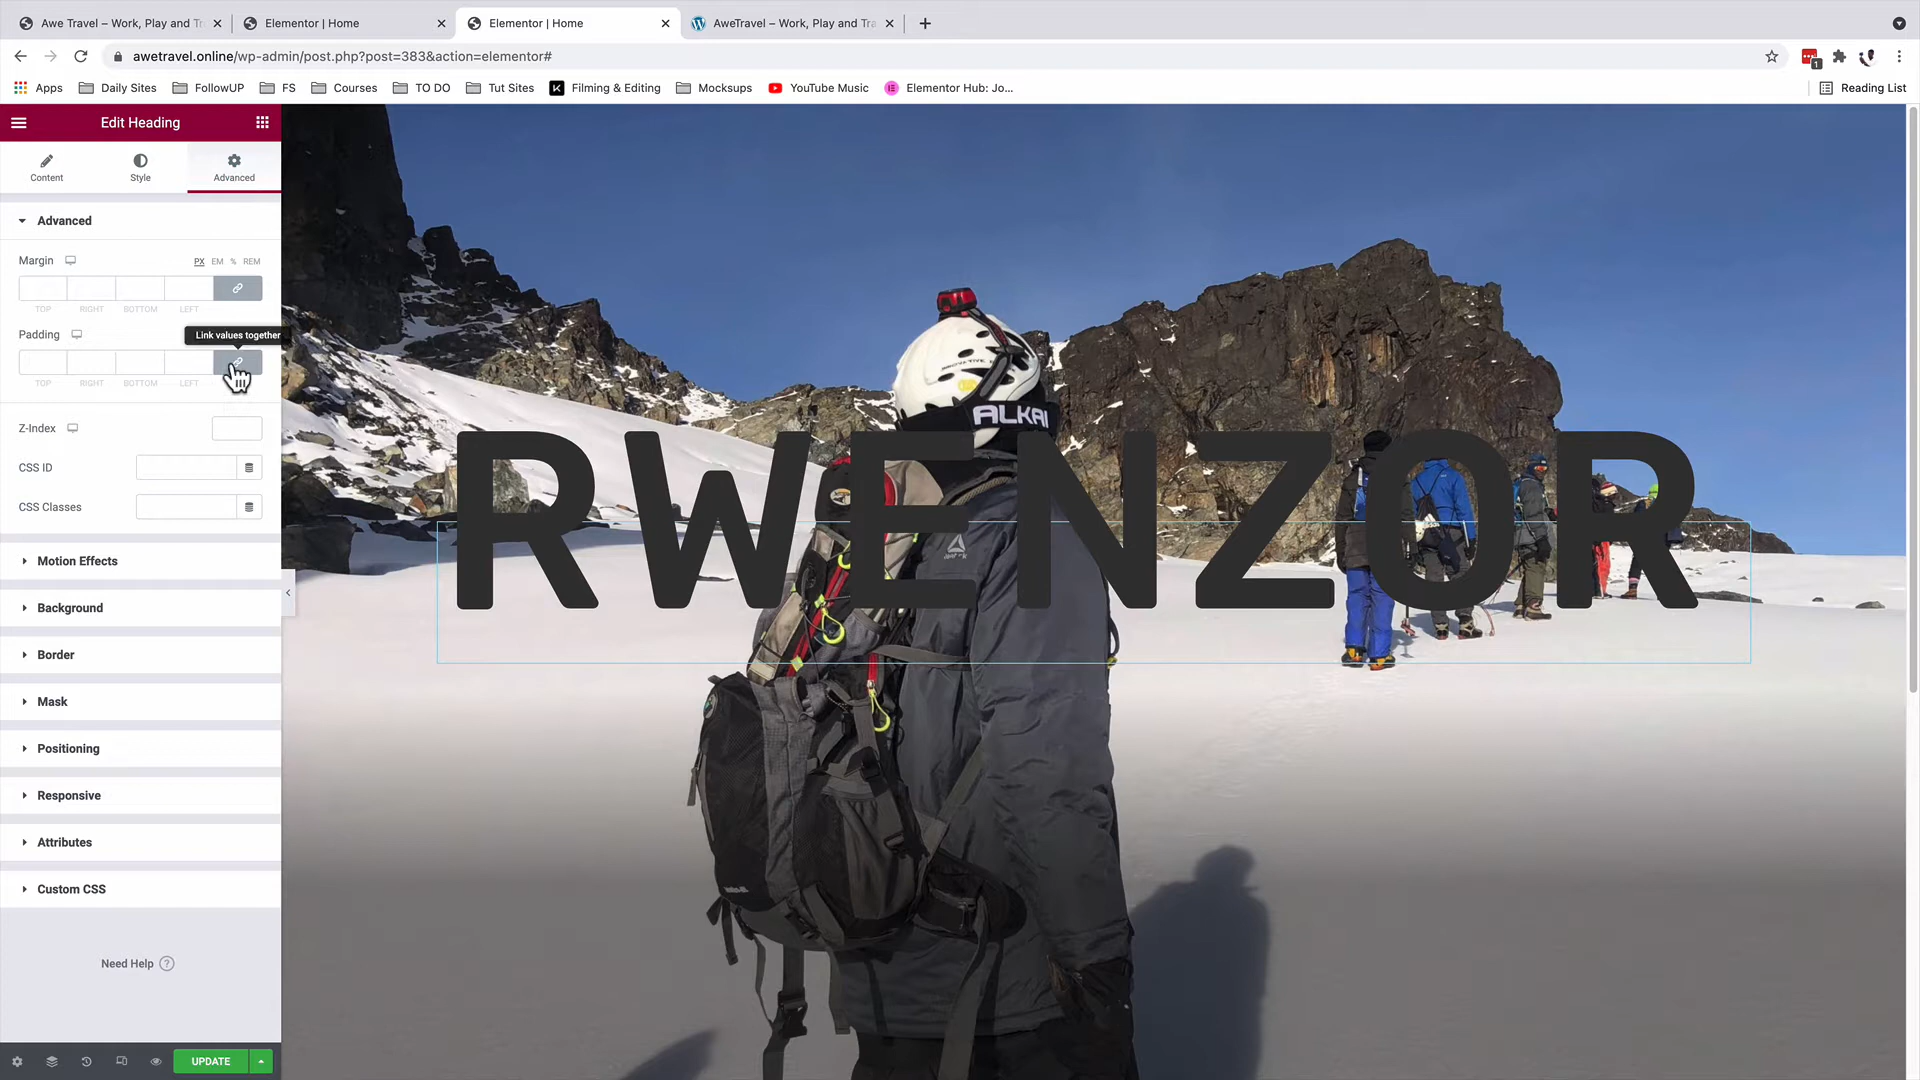 Awe Travel – Work, Play and Tr
Elementor | Home
Elementor | Home
AweTravel – Work, Play and Tra
awetravel.online/wp-admin/post.php?post=383&action=elementor#
1
Apps
Daily Sites
FollowUP
FS
Courses
TO DO
Tut Sites
Filming & Editing
Mocksups
YouTube Music
Elementor Hub: Jo...
Reading List
Edit Heading
Content
Style
Advanced
Advanced
Margin
PX EM % REM
TOP RIGHT BOTTOM LEFT
Padding
Link values together
TOP RIGHT BOTTOM LEFT
Z-Index
CSS ID
CSS Classes
Motion Effects
Background
Border
Mask
Positioning
Responsive
Attributes
Custom CSS
Need Help
UPDATE
ALKAI
RWENZOR